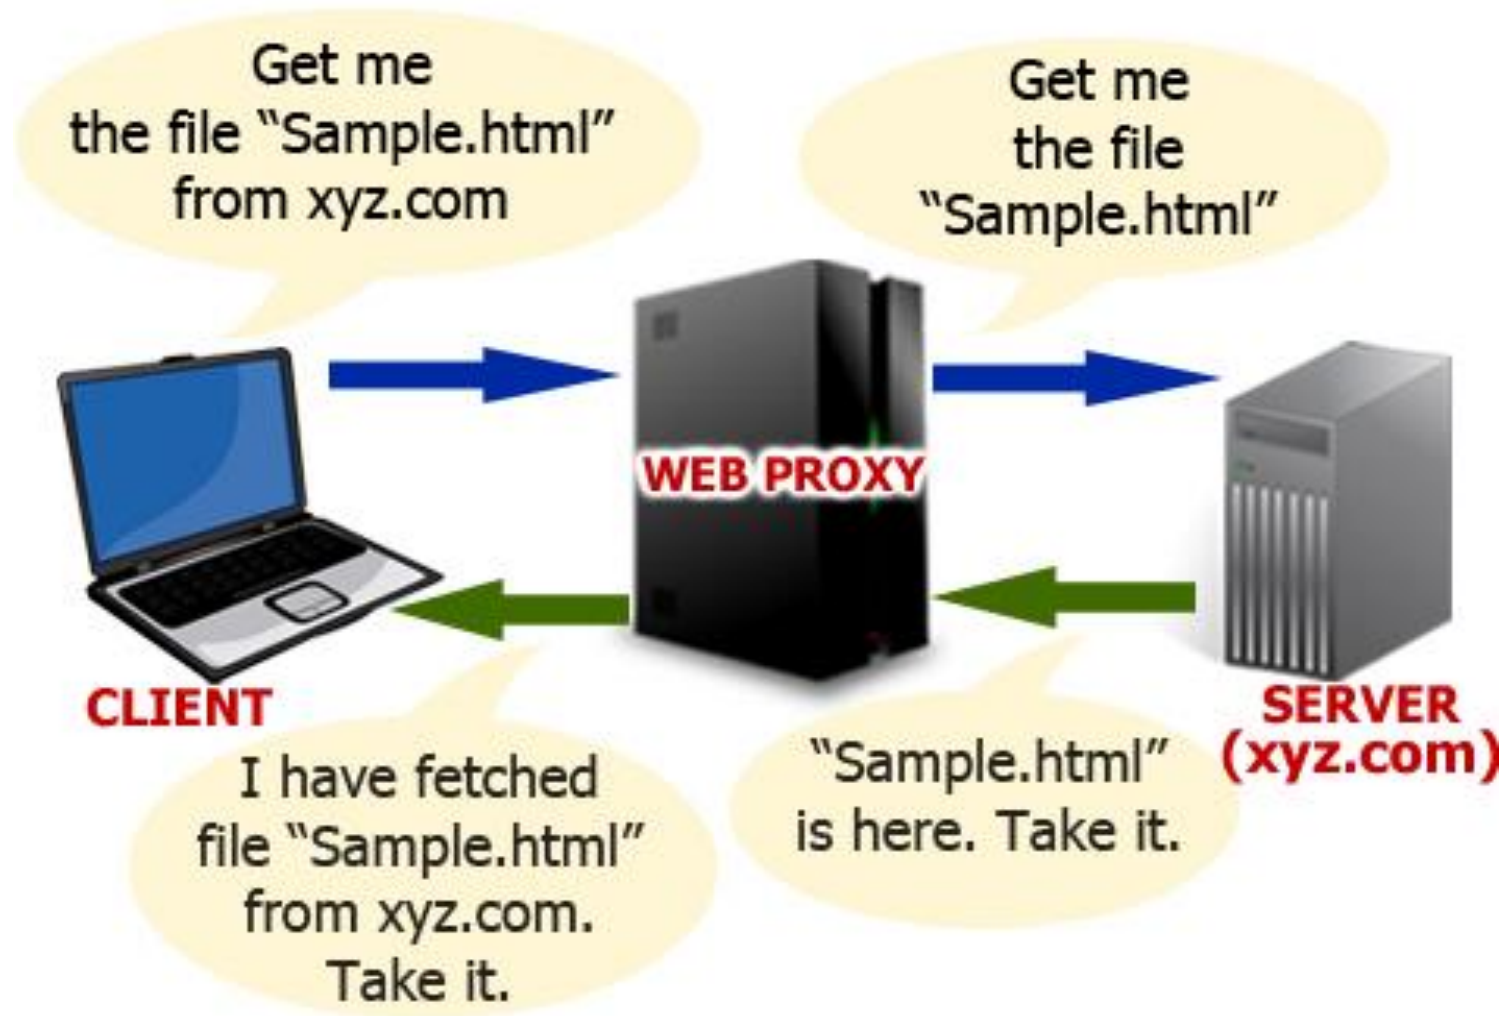 Get me
the file “Sample.html”
from xyz.com
Get me
the file
“Sample.html”
WEB PROXY
CLIENT
SERVER
(xyz.com)
I have fetched
file “Sample.html”
from xyz.com.
Take it.
“Sample.html”
is here. Take it.